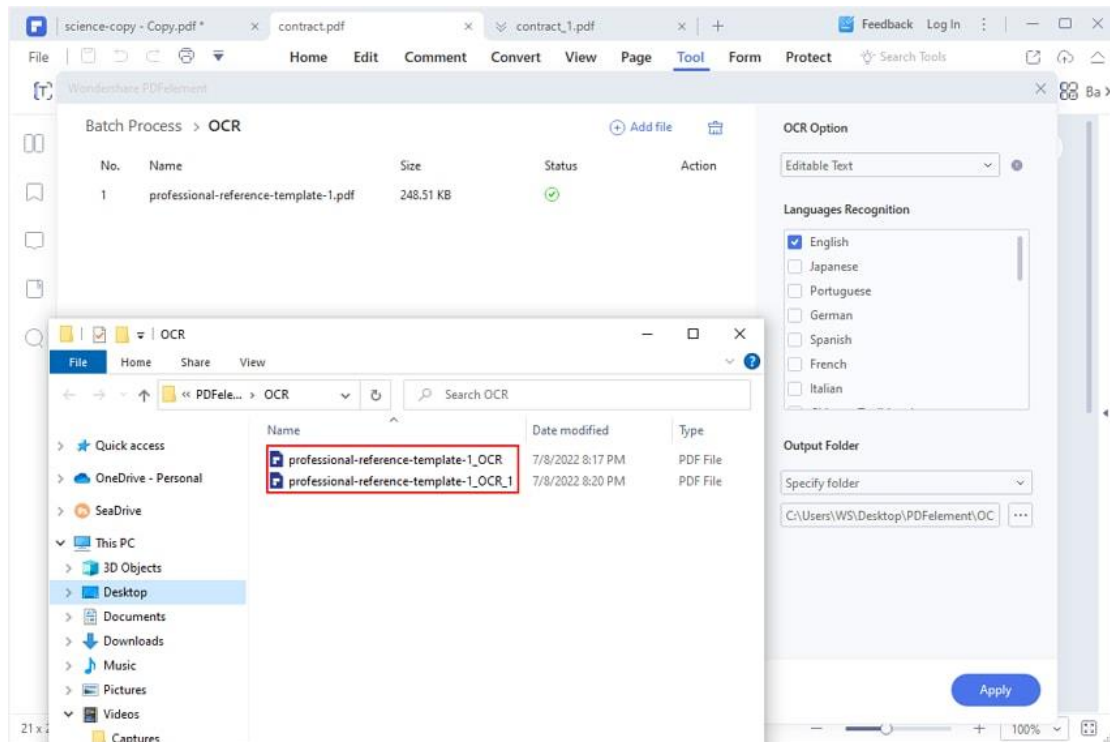 science-copy - Copy.pdf * × contract.pdf × contract_1.pdf × + Feedback Log In
File Home Edit Comment Convert View Page Tool Form Protect Search Tools
Wondershare PDFelement × Ba
Batch Process > OCR Add file
No. Name Size Status Action
1 professional-reference-template-1.pdf 248.51 KB
OCR Option
Editable Text
Languages Recognition
English
Japanese
Portuguese
German
Spanish
French
Italian
Output Folder
Specify folder
C:\Users\WS\Desktop\PDFelement\OC ...
Apply
OCR
File Home Share View
« PDFele... > OCR Search OCR
Name Date modified Type
professional-reference-template-1_OCR 7/8/2022 8:17 PM PDF File
professional-reference-template-1_OCR_1 7/8/2022 8:20 PM PDF File
Quick access
OneDrive - Personal
SeaDrive
This PC
3D Objects
Desktop
Documents
Downloads
Music
Pictures
Videos
Captures
21 x
100%